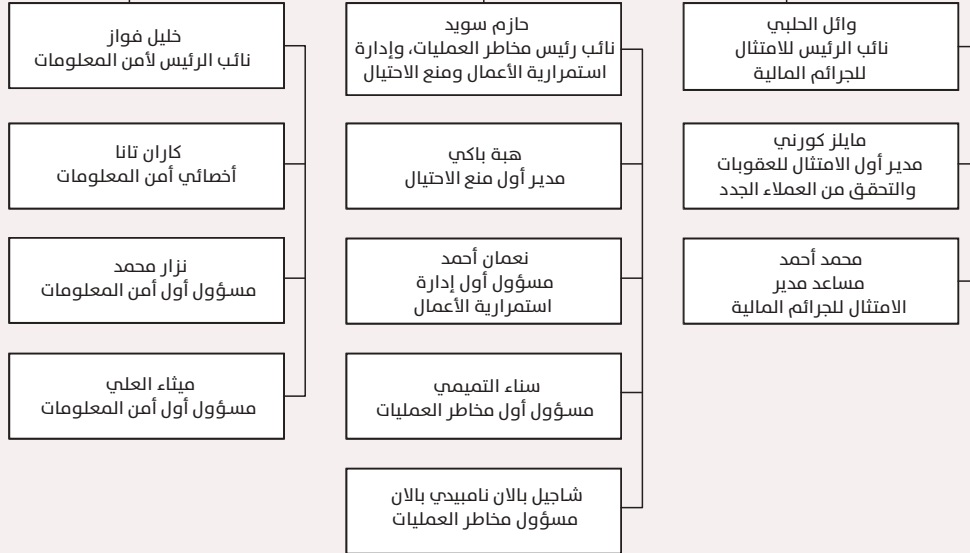 وائل الحلبي
نائب الرئيس للامتثال
للجرائم المالية
مايلز كورني
مدير أول الامتثال للعقوبات
والتحقق من العملاء الجدد
محمد أحمد
مساعد مدير
الامتثال للجرائم المالية
حازم سويد
نائب رئيس مخاطر العمليات، وإدارة
استمرارية الأعمال ومنع الاحتيال
هبة باكي
مدير أول منع الاحتيال
نعمان أحمد
مسؤول أول إدارة
استمرارية الأعمال
سناء التميمي
مسؤول أول مخاطر العمليات
شاجيل بالان نامبيدي بالان
مسؤول مخاطر العمليات
خليل فواز
نائب الرئيس لأمن المعلومات
كاران تانا
أخصائي أمن المعلومات
نزار محمد
مسؤول أول أمن المعلومات
ميثاء العلي
مسؤول أول أمن المعلومات